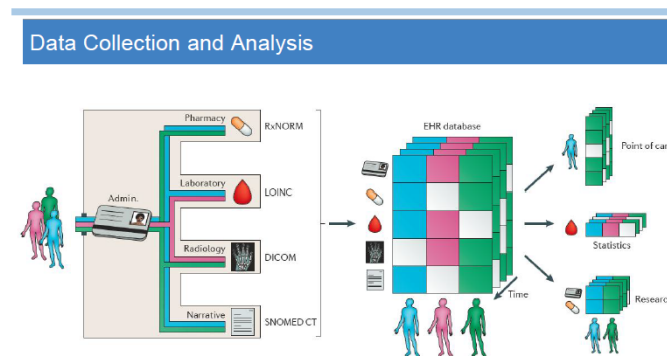 Data Collection and Analysis
Pharmacy
RxNORM
Laboratory
LOINC
Admin.
Radiology
DICOM
Narrative
SNOMED CT
EHR database
Time
Point of car
Statistics
Researc